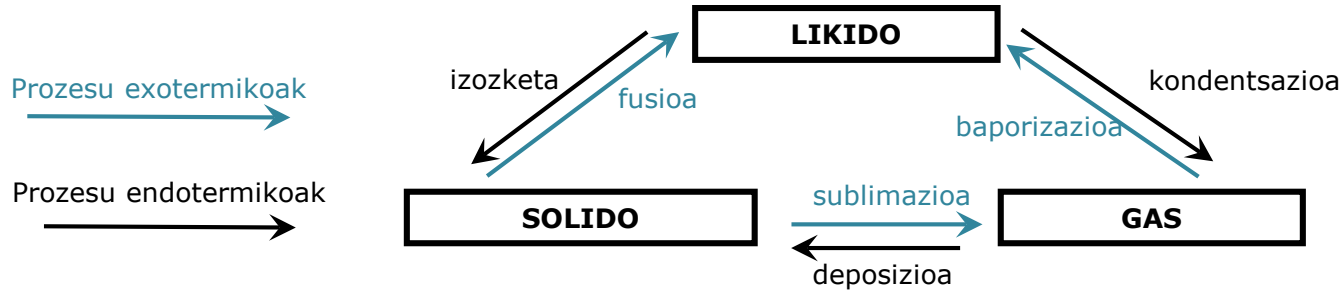 LIKIDO
izozketa
fusioa
kondentsazioa
baporizazioa
Prozesu exotermikoak
Prozesu endotermikoak
SOLIDO
sublimazioa
deposizioa
GAS